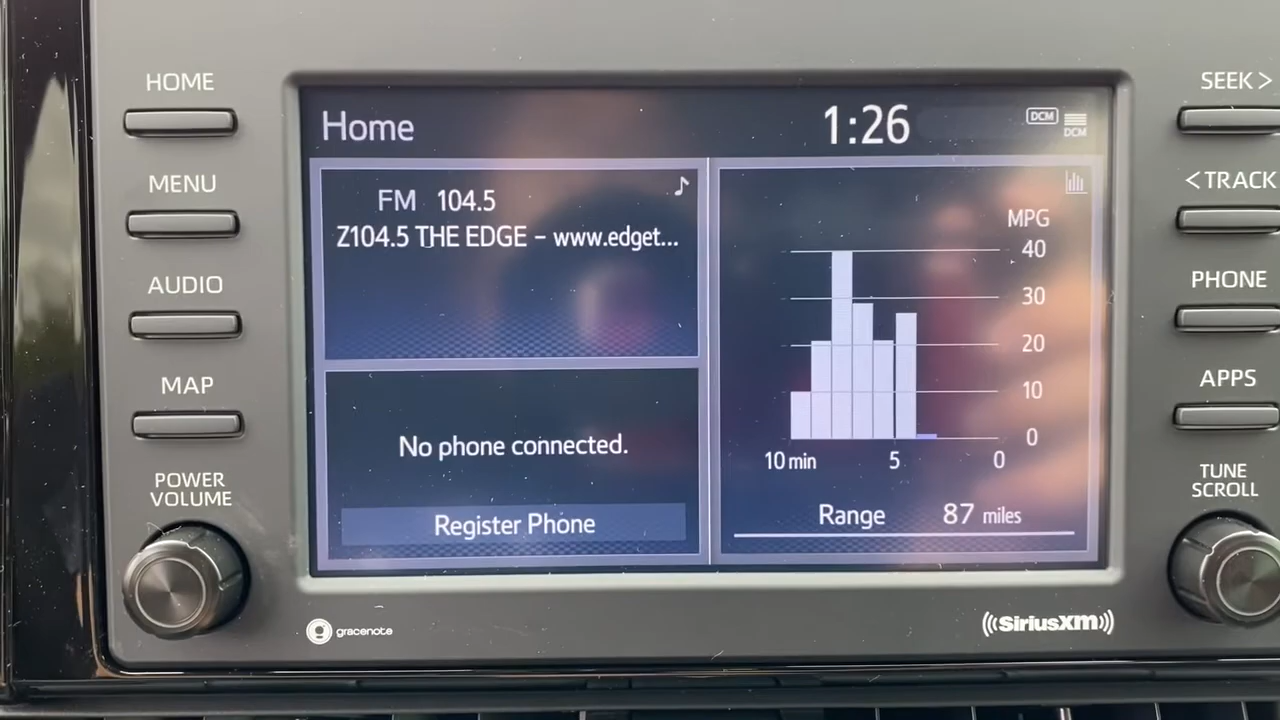 HOME
MENU
AUDIO
MAP
POWER
VOLUME
Home
1:26
DCM
DCM
FM 104.5
Z104.5 THE EDGE – www.edget...
No phone connected.
Register Phone
MPG
40
30
20
10
0
10 min 5 0
Range 87 miles
SEEK >
< TRACK
PHONE
APPS
TUNE
SCROLL
gracenote
((SiriusXM))